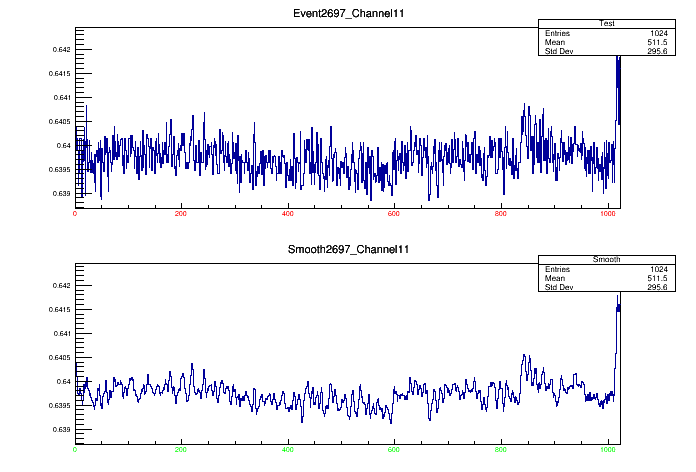 Event2697_Channel11
Test
Entries 1024
Mean 511.5
Std Dev 295.6
0.642
0.6415
0.641
0.6405
0.64
0.6395
0.639
0 200 400 600 800 1000
Smooth2697_Channel11
Smooth
Entries 1024
Mean 511.5
Std Dev 295.6
0.642
0.6415
0.641
0.6405
0.64
0.6395
0.639
0 200 400 600 800 1000